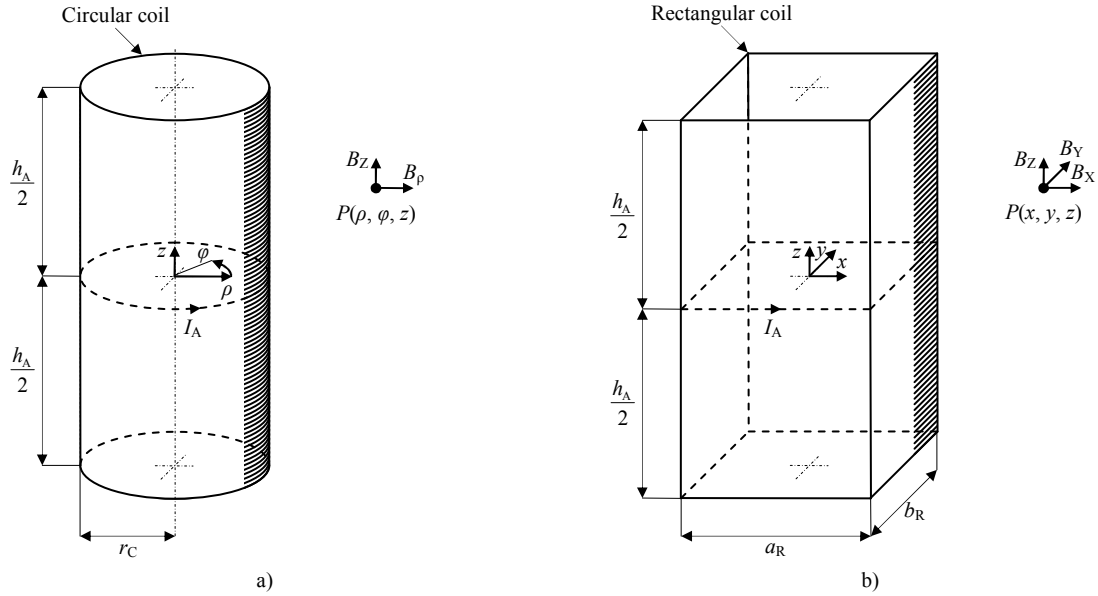 Circular coil
h_A
2
B_Z
B_ρ
P(ρ, φ, z)
z
φ
ρ
I_A
h_A
2
r_C
a)
Rectangular coil
h_A
2
B_Z
B_Y
B_X
P(x, y, z)
z
y
x
I_A
h_A
2
b_R
a_R
b)